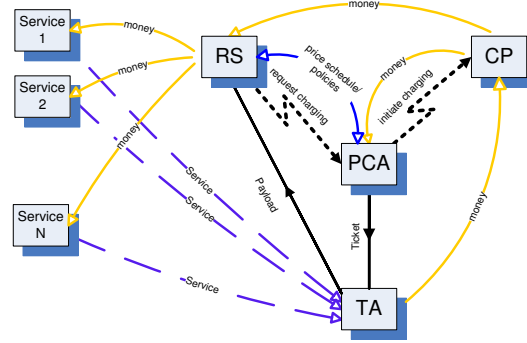 Service
1
money
money
RS
CP
price schedule/
policies
money
Service
2
money
request charging
initiate charging
PCA
money
Service
N
Service
Service
Payload
Ticket
money
Service
TA